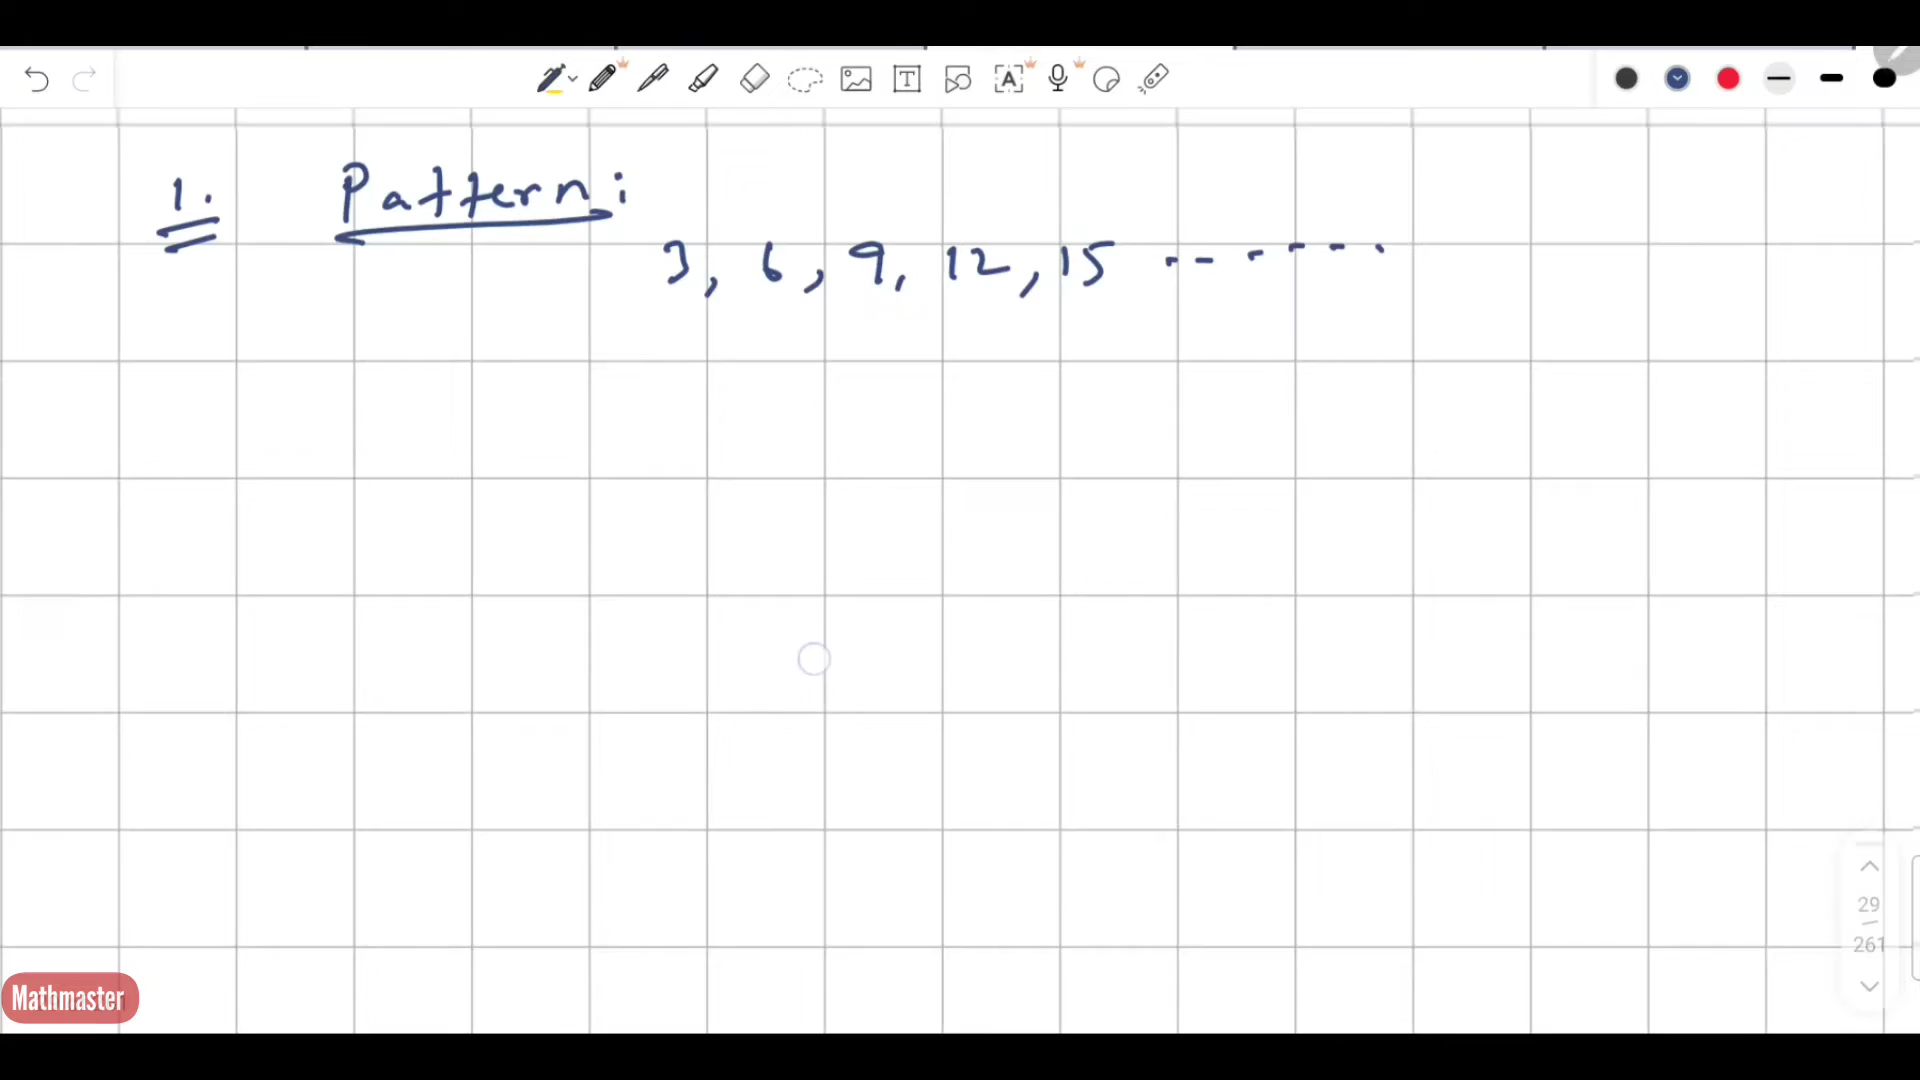 1. Pattern:
3, 6, 9, 12, 15 -- - - - - .
29
261
Mathmaster